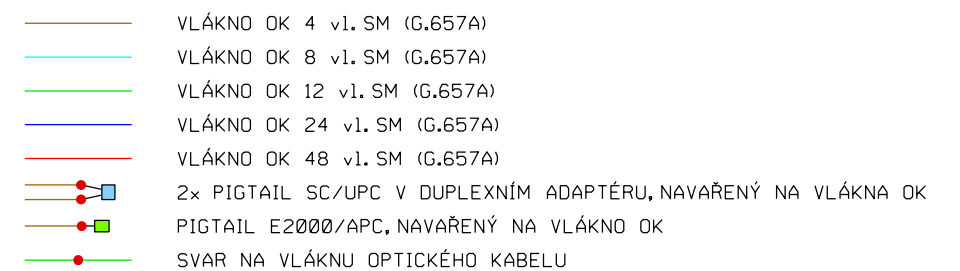 VLÁKNO OK 4 vl. SM (G.657A)
VLÁKNO OK 8 vl. SM (G.657A)
VLÁKNO OK 12 vl. SM (G.657A)
VLÁKNO OK 24 vl. SM (G.657A)
VLÁKNO OK 48 vl. SM (G.657A)
2x PIGTAIL SC/UPC V DUPLEXNÍM ADAPTÉRU, NAVAŘENÝ NA VLÁKNA OK
PIGTAIL E2000/APC, NAVAŘENÝ NA VLÁKNO OK
SVAR NA VLÁKNU OPTICKÉHO KABELU